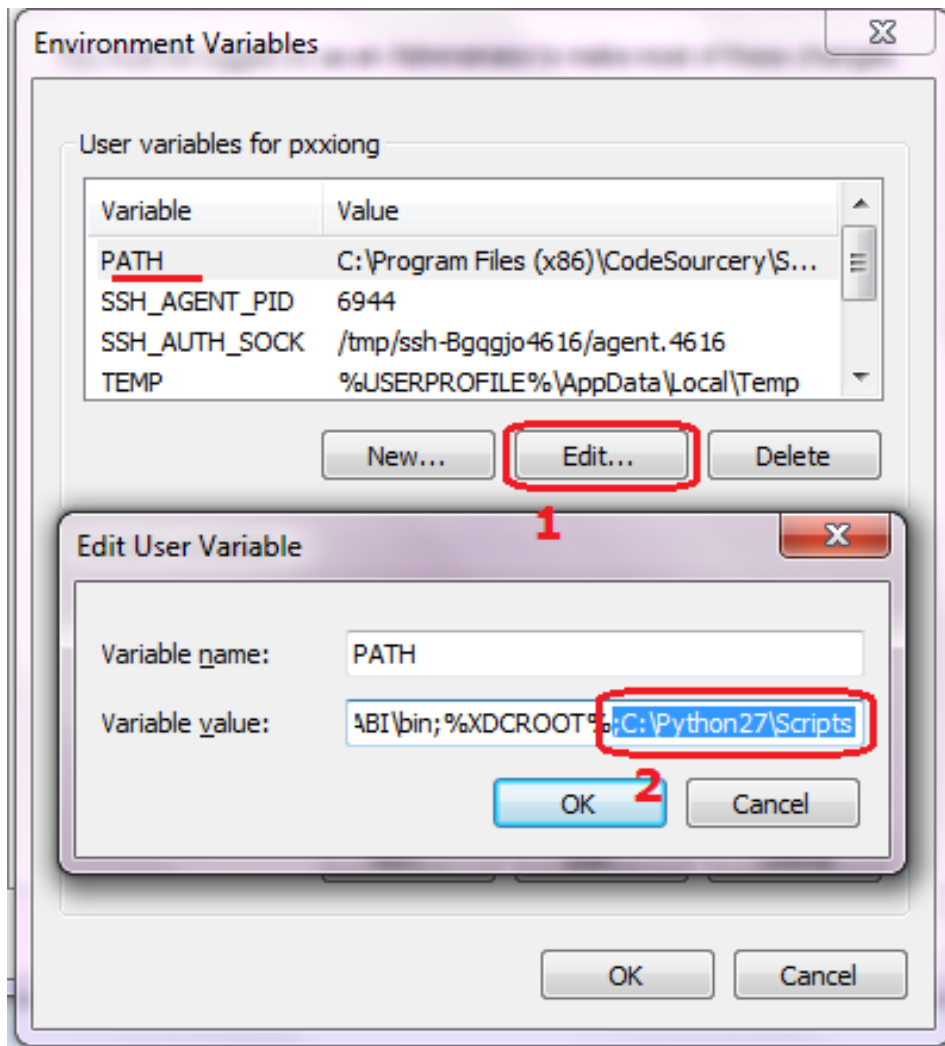 Environment Variables
User variables for pxxiong
Variable Value
PATH C:\Program Files (x86)\CodeSourcery\S...
SSH_AGENT_PID 6944
SSH_AUTH_SOCK /tmp/ssh-Bgqgjo4616/agent.4616
TEMP %USERPROFILE%\AppData\Local\Temp
New... Edit... Delete
1
Edit User Variable
Variable name: PATH
Variable value: ABI\bin;%XDCROOT%;C:\Python27\Scripts
2
OK Cancel
OK Cancel